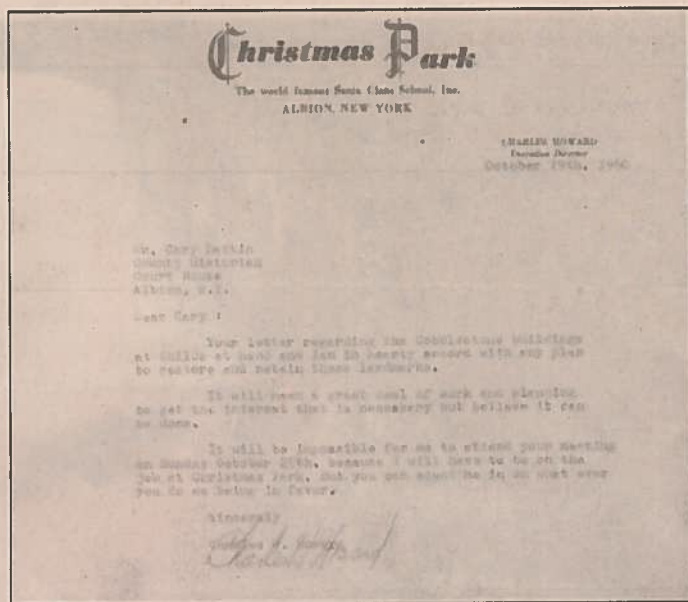 Christmas Park
The world famous Santa Claus School, Inc.
ALBION, NEW YORK
CHARLES HOWARD
Executive Director
October 19th, 1960
Mr. Cary
County Historian
Court House
Albion, N.Y.
Dear Cary :
Your letter regarding the Cobblestone buildings
at Childs at hand and I am in hearty accord with any plan
to restore and retain these landmarks.
It will need a great deal of work and planning
to get the interest that is necessary but believe it can
be done.
It will be impossible for me to attend your meeting
on Sunday October because I will have to be on the
job at Christmas Park. But you can count me in on what ever
you do as being in favor.
Sincerely